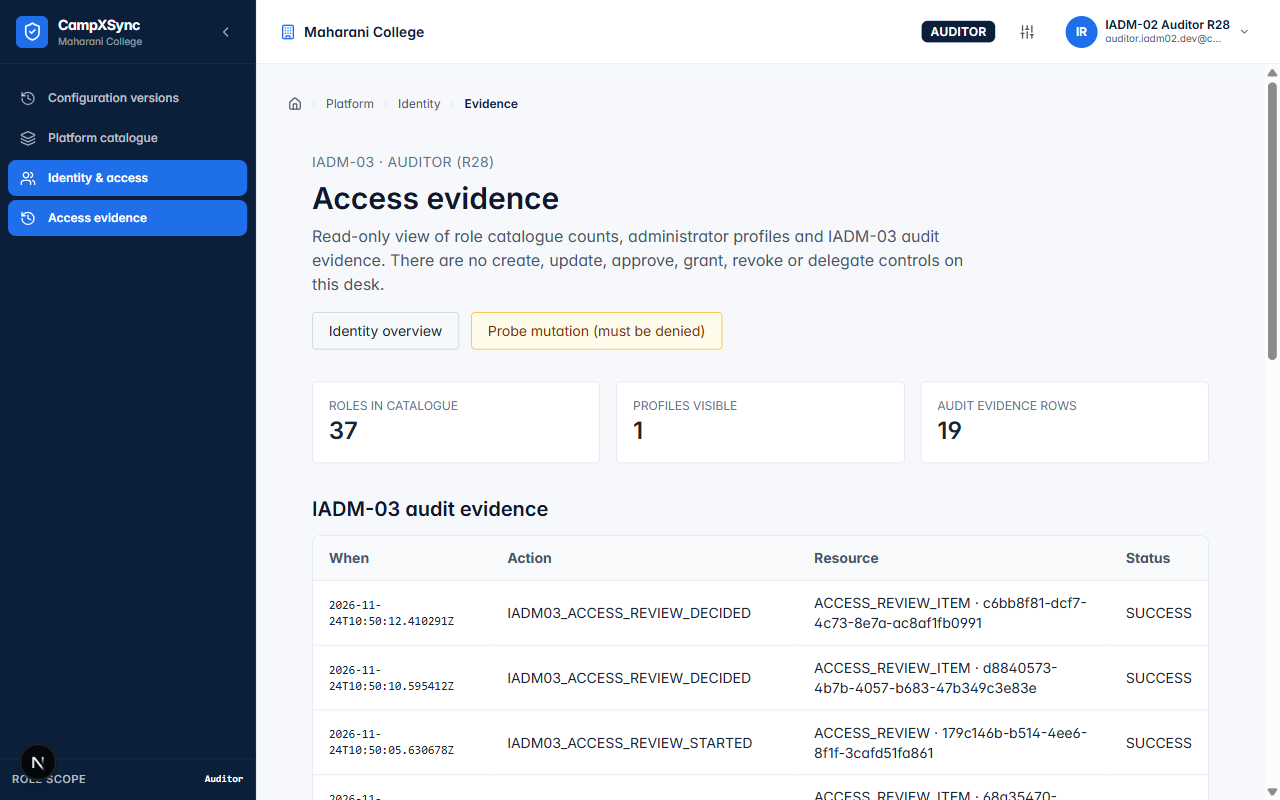 CampXSync
Maharani College
Configuration versions
Platform catalogue
Identity & access
Access evidence
N
ROLE SCOPE
Auditor
Maharani College
AUDITOR
IR
IADM-02 Auditor R28
auditor.iadm02.dev@c...
Platform
Identity
Evidence
IADM-03 · AUDITOR (R28)
Access evidence
Read-only view of role catalogue counts, administrator profiles and IADM-03 audit
evidence. There are no create, update, approve, grant, revoke or delegate controls on
this desk.
Identity overview
Probe mutation (must be denied)
ROLES IN CATALOGUE
37
PROFILES VISIBLE
1
AUDIT EVIDENCE ROWS
19
IADM-03 audit evidence
When Action Resource Status
2026-11-
24T10:50:12.410291Z
IADM03_ACCESS_REVIEW_DECIDED
ACCESS_REVIEW_ITEM · c6bb8f81-dcf7-
4c73-8e7a-ac8af1fb0991
SUCCESS
2026-11-
24T10:50:10.595412Z
IADM03_ACCESS_REVIEW_DECIDED
ACCESS_REVIEW_ITEM · d8840573-
4b7b-4057-b683-47b349c3e83e
SUCCESS
2026-11-
24T10:50:05.630678Z
IADM03_ACCESS_REVIEW_STARTED
ACCESS_REVIEW · 179c146b-b514-4ee6-
8f1f-3cafd51fa861
SUCCESS
2026-11-
ACCESS_REVIEW_ITEM · 68a35470-